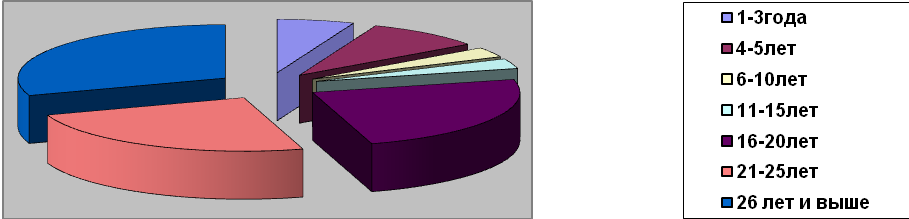 1-3года
4-5лет
6-10лет
11-15лет
16-20лет
21-25лет
26 лет и выше